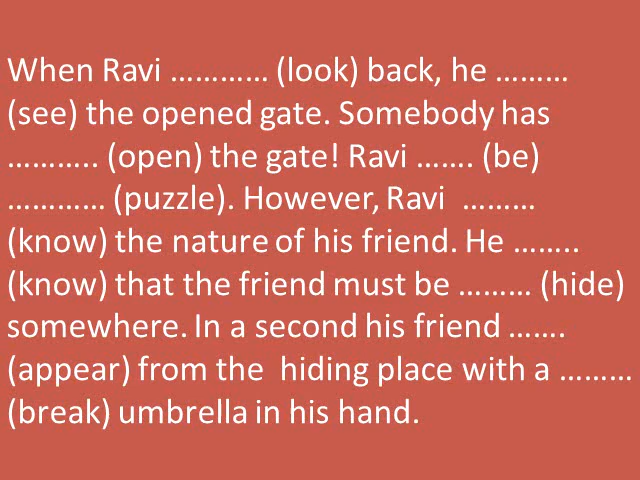 When Ravi ………… (look) back, he ………
(see) the opened gate. Somebody has
……….. (open) the gate! Ravi ……. (be)
………… (puzzle). However, Ravi  ………
(know) the nature of his friend. He ……..
(know) that the friend must be ……… (hide)
somewhere. In a second his friend …….
(appear) from the  hiding place with a ………
(break) umbrella in his hand.